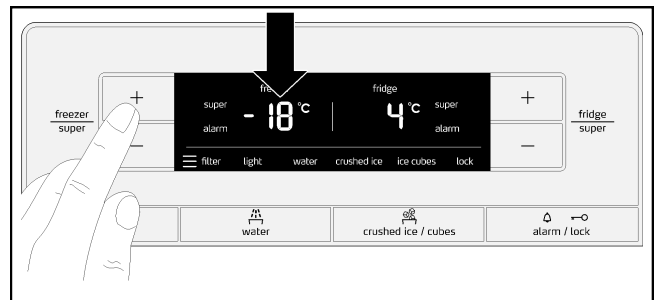 fridge
super
-18 °C
4 °C
super
alarm
alarm
filter light water crushed ice ice cubes lock
+
+
-
-
freezer
super
fridge
super
water
crushed ice / cubes
alarm / lock